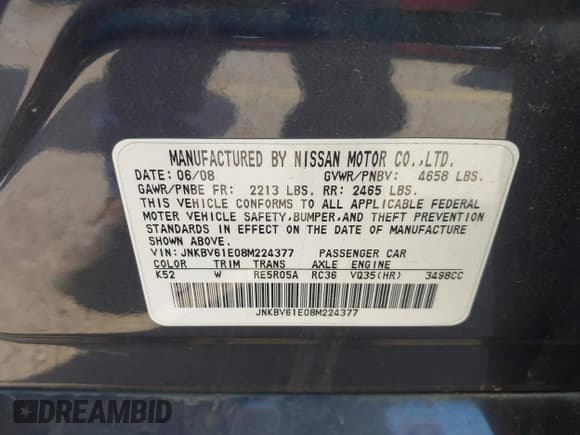 MANUFACTURED BY NISSAN MOTOR CO.,LTD.
DATE: 06/08 GVWR/PNBV: 4658 LBS.
GAWR/PNBE FR: 2213 LBS. RR: 2465 LBS.
THIS VEHICLE CONFORMS TO ALL APPLICABLE FEDERAL
MOTOR VEHICLE SAFETY,BUMPER,AND THEFT PREVENTION
STANDARDS IN EFFECT ON THE DATE OF MANUFACTURE
SHOWN ABOVE.
VIN: JNKBV61E08M224377 PASSENGER CAR
COLOR TRIM TRANS AXLE ENGINE
K52 W RE5R05A RC36 VQ35(HR) 3498CC
JNKBV61E08M224377
DREAMBID